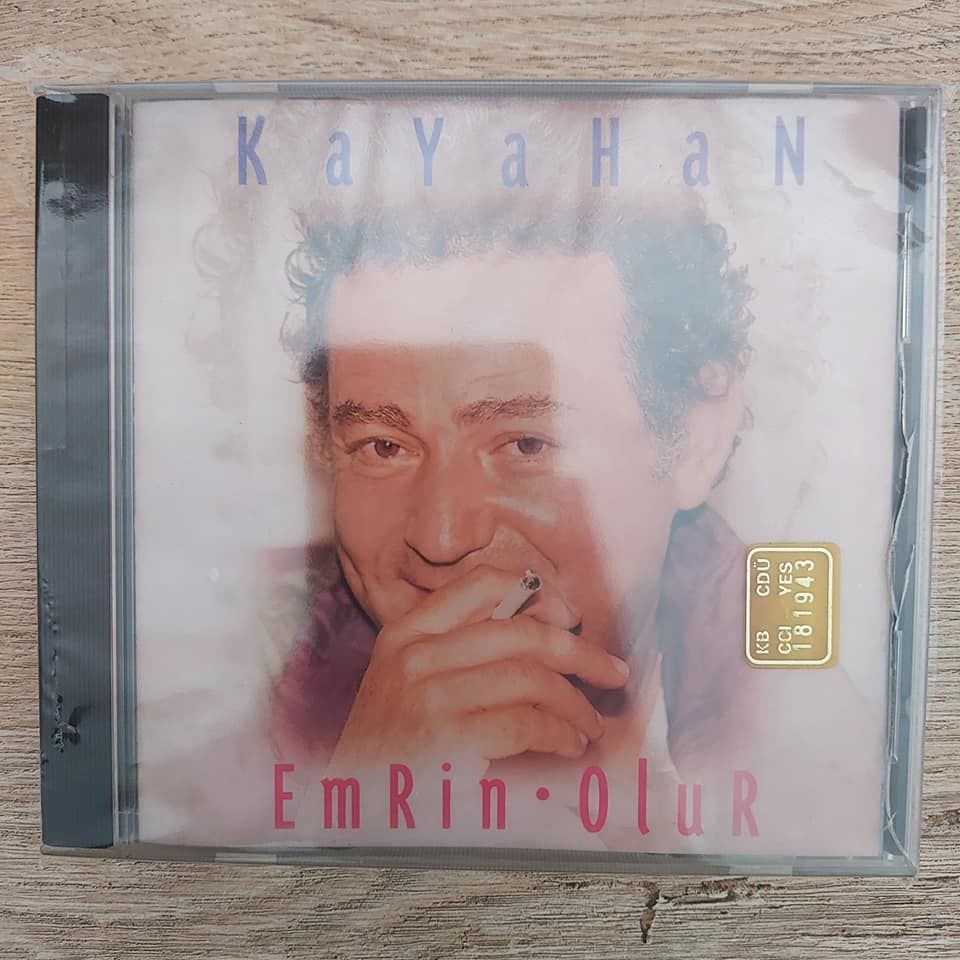 KaYaHaN
KB CDÜ
CCI YES
181943
EmRin·OluR